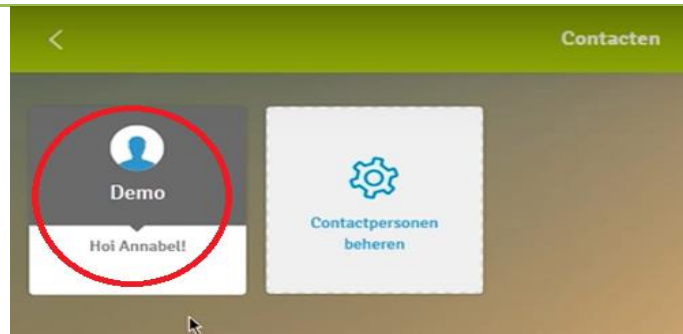 Contacten
Demo
Hoi Annabel!
Contactpersonen
beheren